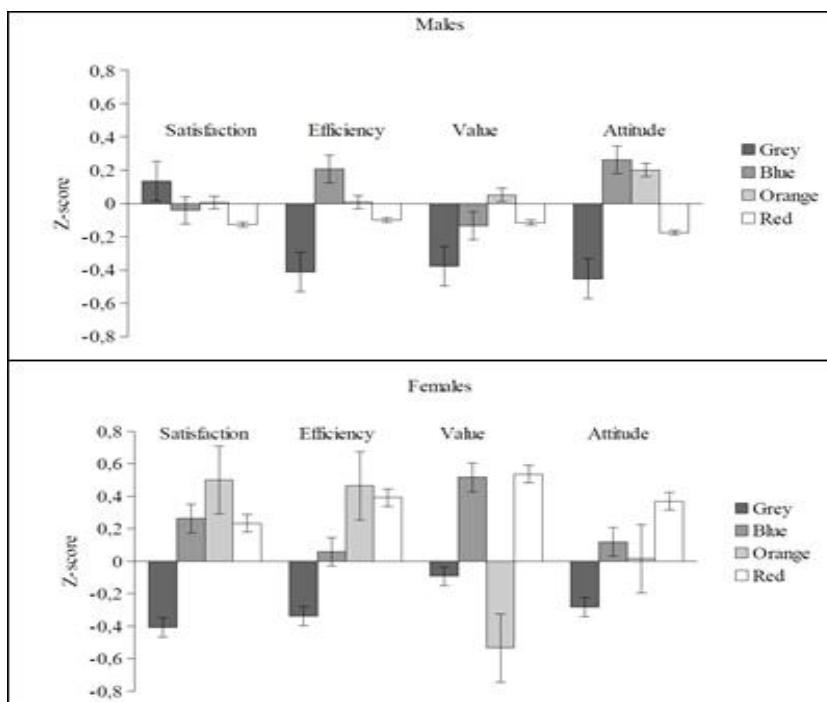 Males
0,8
0,6
0,4
0,2
0
-0,2
-0,4
-0,6
-0,8
Z-score
Satisfaction Efficiency Value Attitude
Grey
Blue
Orange
Red
Females
0,8
0,6
0,4
0,2
0
-0,2
-0,4
-0,6
-0,8
Z-score
Satisfaction Efficiency Value Attitude
Grey
Blue
Orange
Red